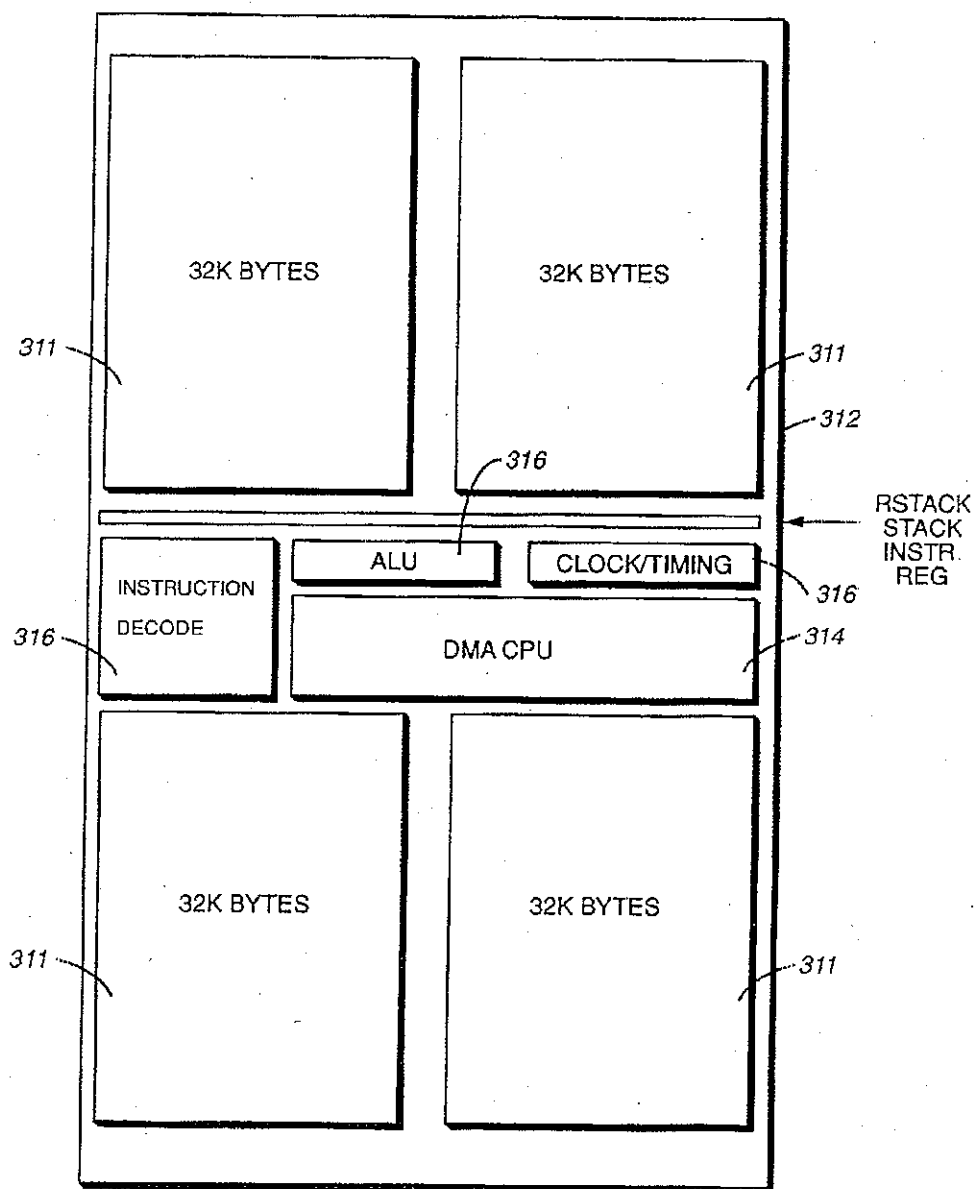 32K BYTES
32K BYTES
311
311
312
316
RSTACK
STACK
INSTR.
REG
ALU
CLOCK/TIMING
INSTRUCTION
DECODE
316
316
DMA CPU
314
32K BYTES
32K BYTES
311
311